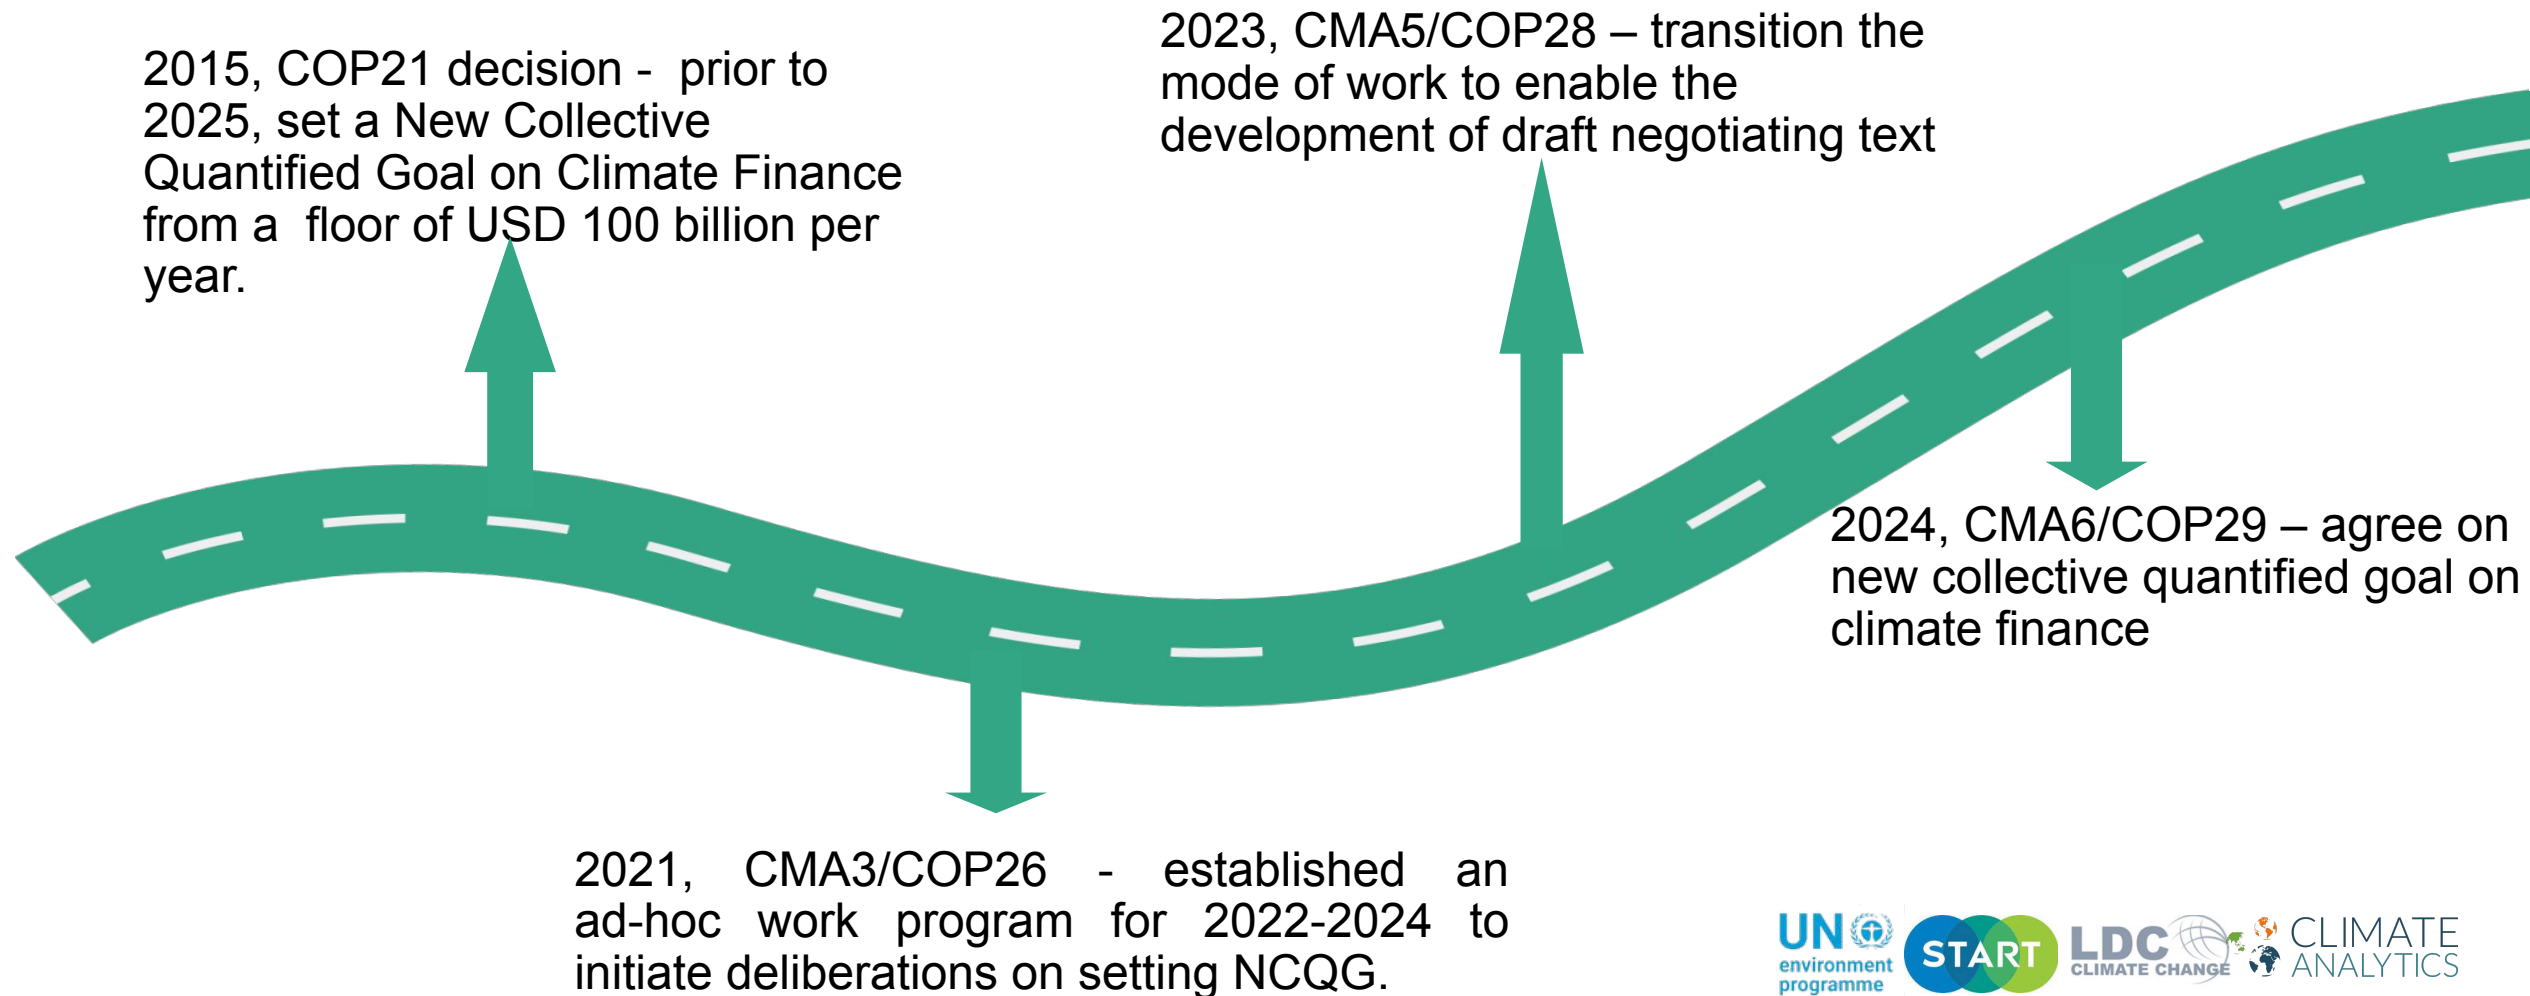 2015, COP21 decision - prior to
2025, set a New Collective
Quantified Goal on Climate Finance
from a floor of USD 100 billion per
year.
2023, CMA5/COP28 – transition the
mode of work to enable the
development of draft negotiating text
2024, CMA6/COP29 – agree on
new collective quantified goal on
climate finance
2021, CMA3/COP26 - established an
ad-hoc work program for 2022-2024 to
initiate deliberations on setting NCQG.
UN
environment
programme
START
LDC
CLIMATE CHANGE
CLIMATE
ANALYTICS